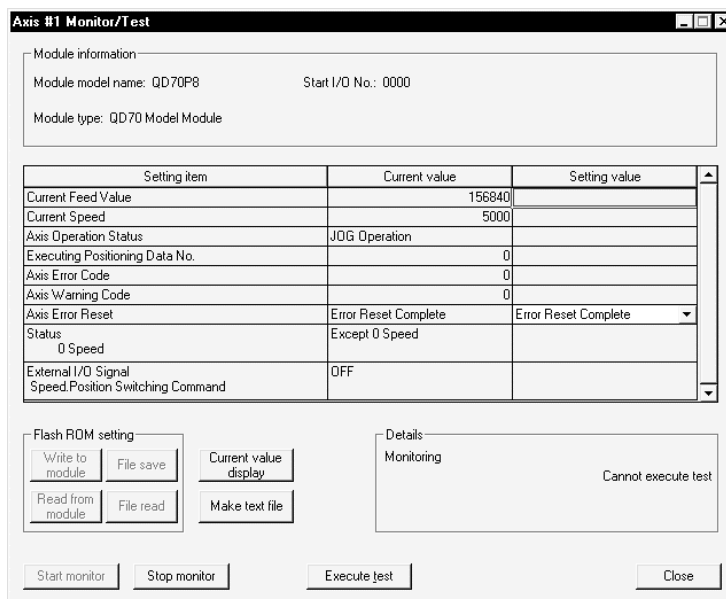 Axis #1 Monitor/Test
Module information
Module model name: QD70P8 Start I/O No.: 0000
Module type: QD70 Model Module
Setting item Current value Setting value
Current Feed Value 156840
Current Speed 5000
Axis Operation Status JOG Operation
Executing Positioning Data No. 0
Axis Error Code 0
Axis Warning Code 0
Axis Error Reset Error Reset Complete Error Reset Complete
Status Except 0 Speed
0 Speed
External I/O Signal OFF
Speed.Position Switching Command
Flash ROM setting
Write to
module
File save
Read from
module
File read
Current value
display
Make text file
Details
Monitoring
Cannot execute test
Start monitor Stop monitor Execute test Close